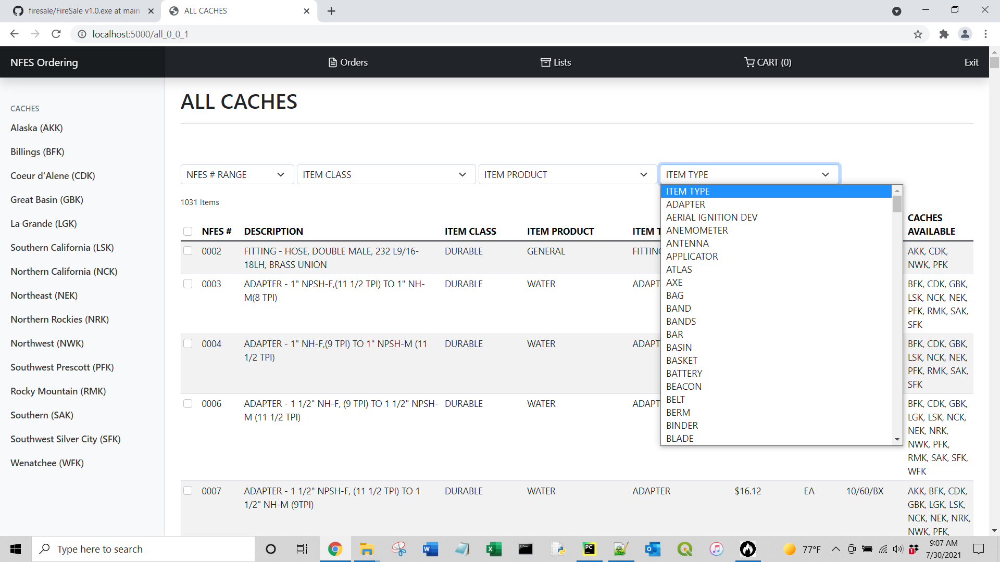 firesale/FireSale v1.0.exe at main
ALL CACHES
localhost:5000/all_0_0_1
NFES Ordering
Orders
Lists
CART (0)
Exit
CACHES
Alaska (AKK)
Billings (BFK)
Coeur d'Alene (CDK)
Great Basin (GBK)
La Grande (LGK)
Southern California (LSK)
Northern California (NCK)
Northeast (NEK)
Northern Rockies (NRK)
Northwest (NWK)
Southwest Prescott (PFK)
Rocky Mountain (RMK)
Southern (SAK)
Southwest Silver City (SFK)
Wenatchee (WFK)
ALL CACHES
NFES # RANGE
ITEM CLASS
ITEM PRODUCT
ITEM TYPE
ITEM TYPE
ADAPTER
AERIAL IGNITION DEV
ANEMOMETER
ANTENNA
APPLICATOR
ATLAS
AXE
BAG
BAND
BANDS
BAR
BASIN
BASKET
BATTERY
BEACON
BELT
BERM
BINDER
BLADE
1031 Items
NFES # DESCRIPTION ITEM CLASS ITEM PRODUCT ITEM T CACHES
AVAILABLE
0002 FITTING - HOSE, DOUBLE MALE, 232 L9/16- DURABLE GENERAL FITTING AKK, CDK,
18LH, BRASS UNION NWK, PFK
0003 ADAPTER - 1" NPSH-F,(11 1/2 TPI) TO 1" NH- DURABLE WATER ADAPT BFK, CDK, GBK,
M(8 TPI) LSK, NCK, NEK,
PFK, RMK, SAK,
SFK
0004 ADAPTER - 1" NH-F,(9 TPI) TO 1" NPSH-M (11 DURABLE WATER ADAPT BFK, CDK, GBK,
1/2 TPI) LSK, NCK, NEK,
PFK, RMK, SAK,
SFK
0006 ADAPTER - 1 1/2" NH-F, (9 TPI) TO 1 1/2" NPSH- DURABLE WATER ADAPT BFK, CDK, GBK,
M (11 1/2 TPI) LGK, LSK, NCK,
NEK, NRK,
NWK, PFK,
RMK, SAK, SFK,
WFK
0007 ADAPTER - 1 1/2" NPSH-F, (11 1/2 TPI) TO 1 DURABLE WATER ADAPTER $16.12 EA 10/60/BX AKK, BFK, CDK,
1/2" NH-M (9TPI) GBK, LGK, LSK,
NCK, NEK, NRK,
NWK, PFK,
Type here to search
77°F
9:07 AM
7/30/2021